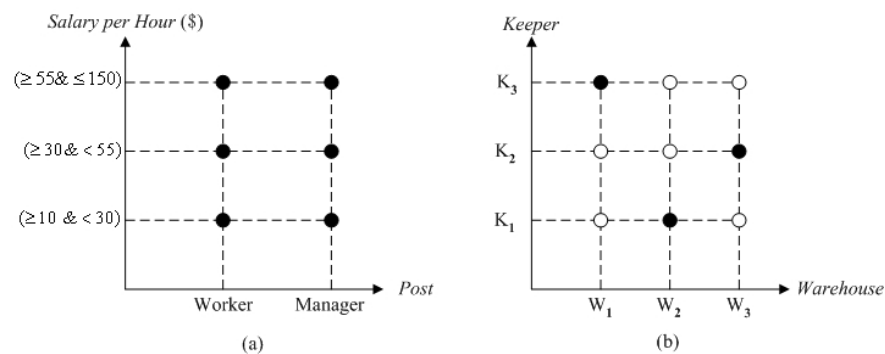 Salary per Hour ($)
(≥ 55& ≤ 150)
(≥ 30 & < 55)
(≥10 & < 30)
Worker
Manager
Post
(a)
Keeper
K3
K2
K1
W1
W2
W3
Warehouse
(b)